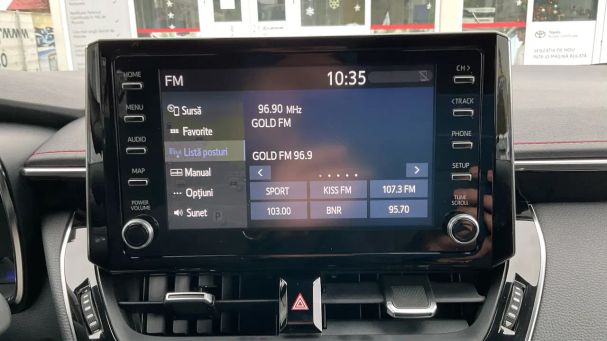 FM
10:35
HOME
MENU
AUDIO
MAP
POWER
VOLUME
Sursă
Favorite
Listă posturi
Manual
Opțiuni
Sunet
96.90 MHz
GOLD FM
GOLD FM 96.9
SPORT
KISS FM
107.3 FM
103.00
BNR
95.70
CH
TRACK
PHONE
SETUP
TUNE
SCROLL
Toyota